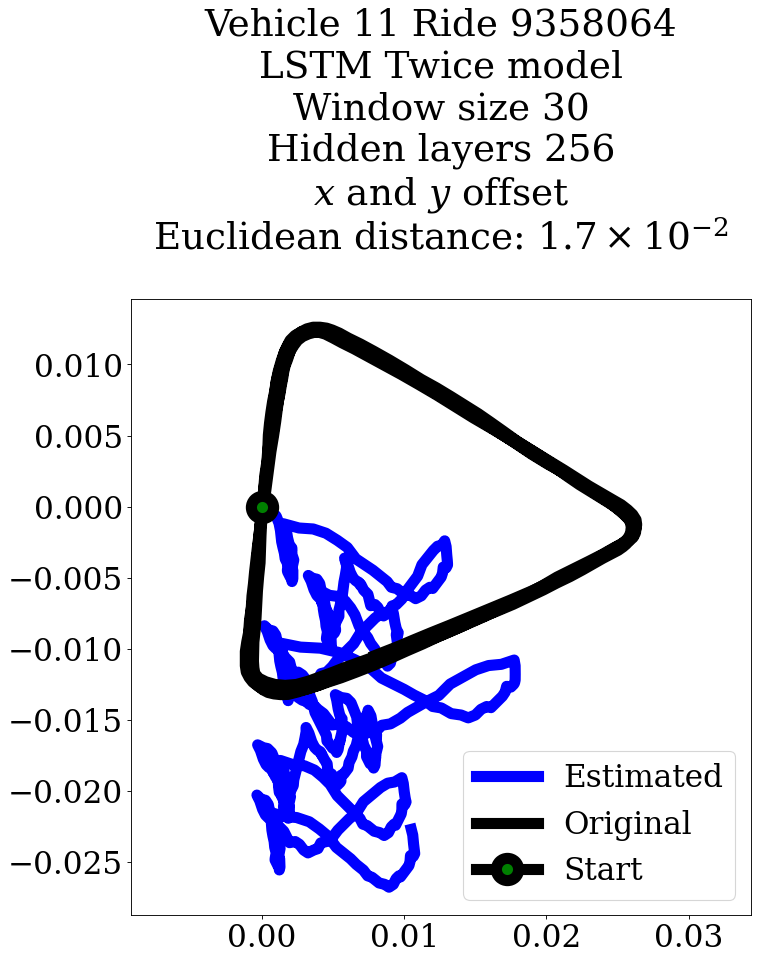 Vehicle 11 Ride 9358064
LSTM Twice model
Window size 30
Hidden layers 256
x and y offset
Euclidean distance: 1.7 × 10⁻²
0.010
0.005
0.000
−0.005
−0.010
−0.015
−0.020
−0.025
Estimated
Original
Start
0.00 0.01 0.02 0.03